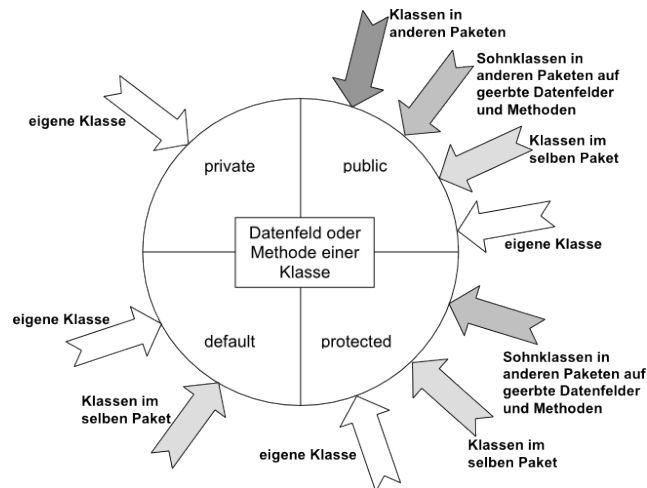 Klassen in
anderen Paketen
Sohnklassen in
anderen Paketen auf
geerbte Datenfelder
und Methoden
eigene Klasse
Klassen im
selben Paket
private
public
Datenfeld oder
Methode einer
Klasse
eigene Klasse
eigene Klasse
default
protected
Sohnklassen in
anderen Paketen auf
geerbte Datenfelder
und Methoden
Klassen im
selben Paket
eigene Klasse
Klassen im
selben Paket